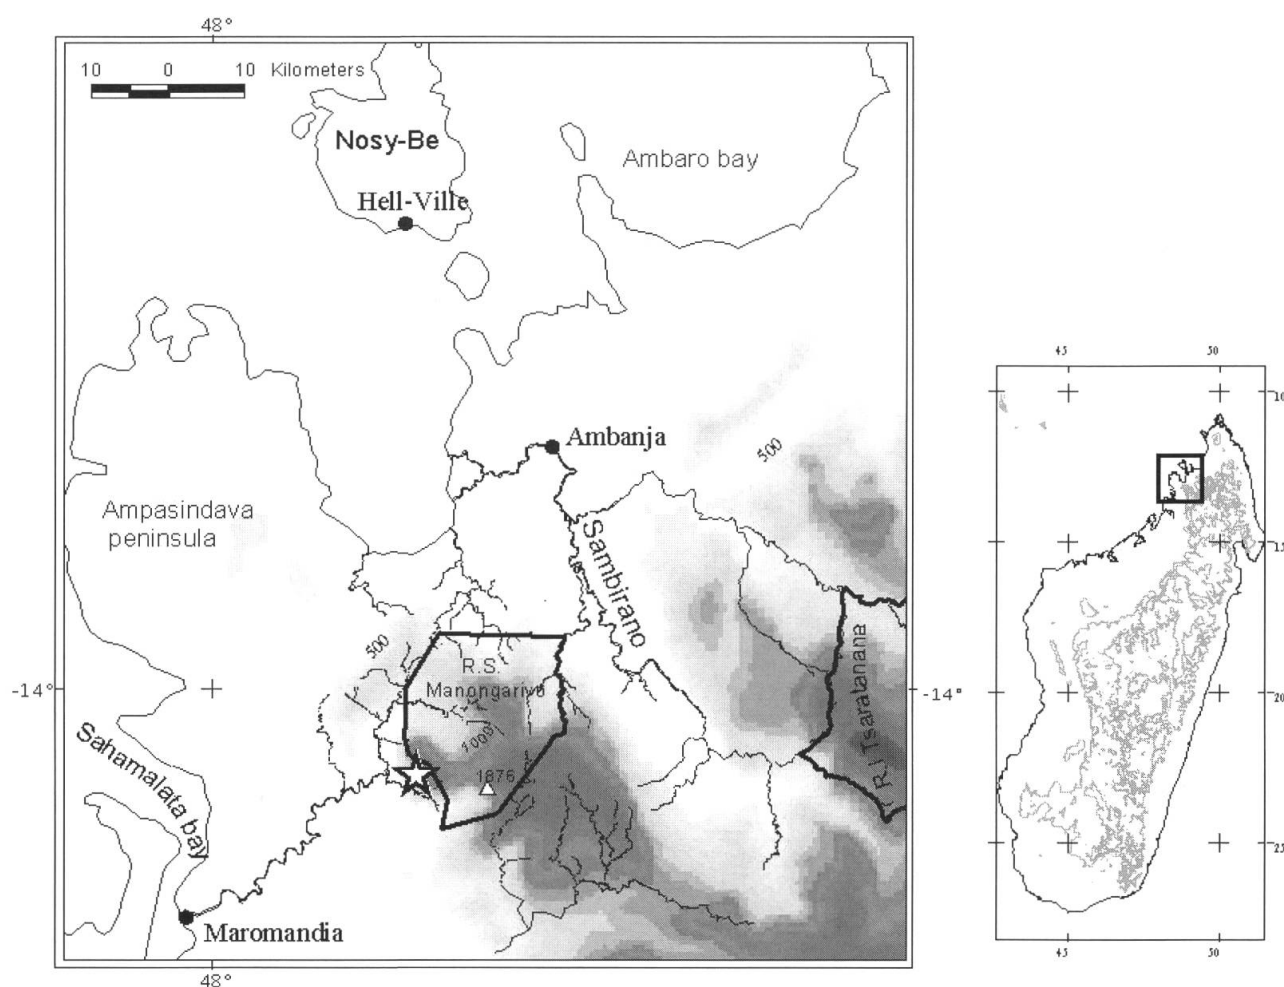 48°
10 0 10 Kilometers
Nosy-Be
Ambaro bay
Hell-Ville
Ambanja
500
Ampasindava
peninsula
Sambirano
500
R.S.
Manongarivo
-14°
-14°
R.I Tsaratanana
1000
1876
Sahamalata bay
Maromandia
48°
45 50
10
15
20
25
45 50